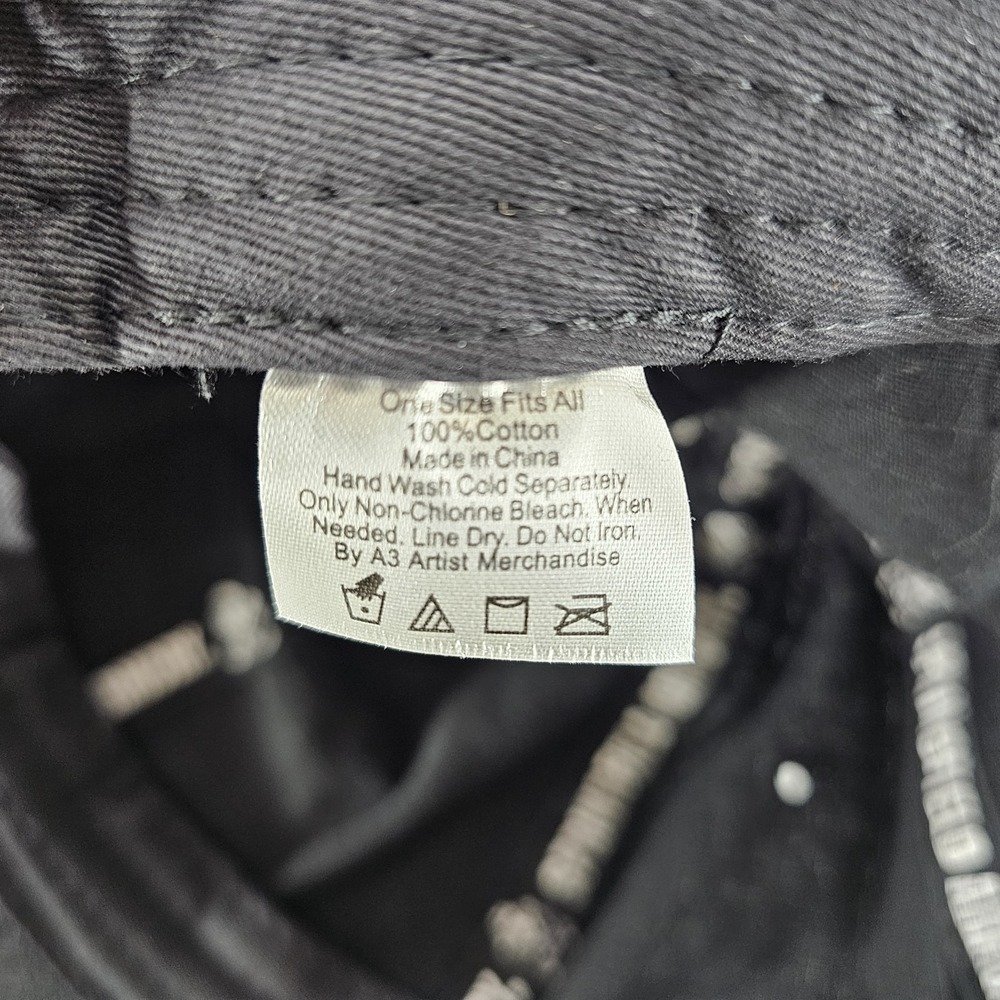 One Size Fits All
100%Cotton
Made in China
Hand Wash Cold Separately.
Only Non-Chlorine Bleach. When
Needed. Line Dry. Do Not Iron.
By A3 Artist Merchandise